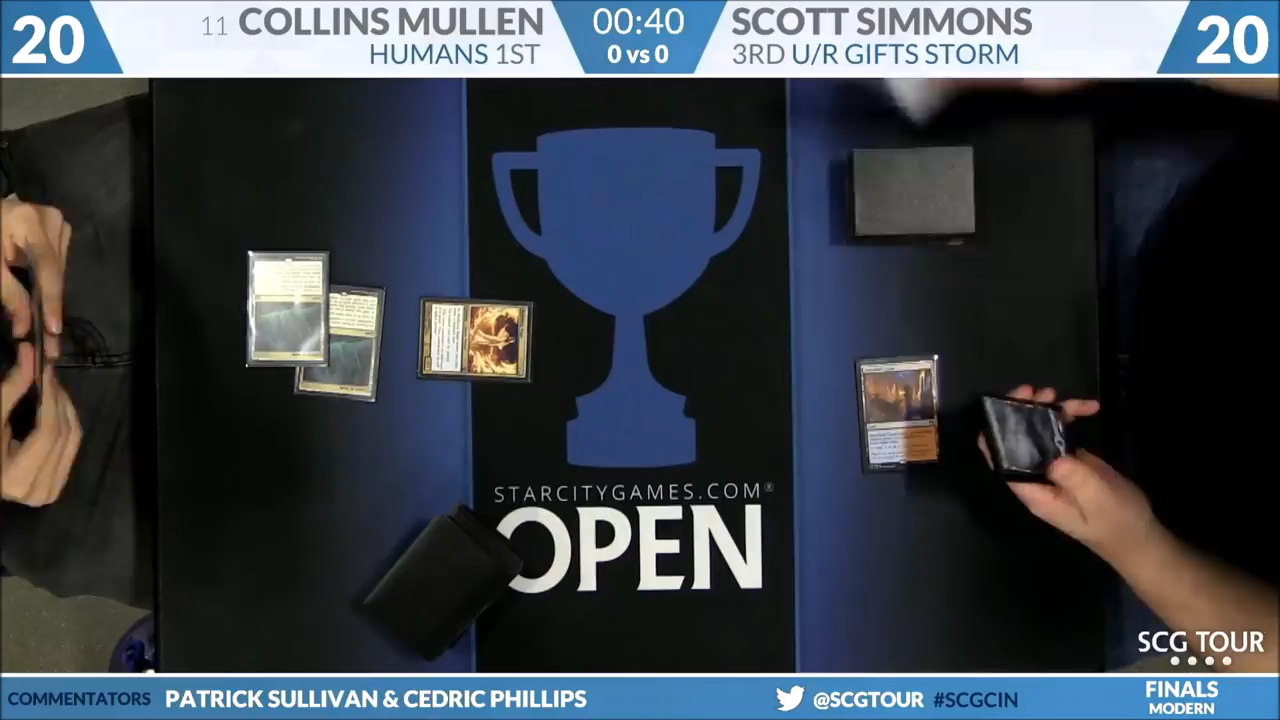 20
11 COLLINS MULLEN
HUMANS 1ST
00:40
0 vs 0
SCOTT SIMMONS
3RD U/R GIFTS STORM
20
STARCITYGAMES.COM®
OPEN
SCG TOUR
COMMENTATORS PATRICK SULLIVAN & CEDRIC PHILLIPS
@SCGTOUR #SCGCIN
FINALS
MODERN